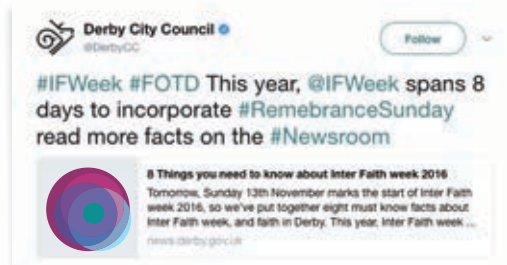 Derby City Council
@DerbyCC
Follow
#IFWeek #FOTD This year, @IFWeek spans 8
days to incorporate #RemebranceSunday
read more facts on the #Newsroom
8 Things you need to know about Inter Faith week 2016
Tomorrow, Sunday 13th November marks the start of Inter Faith
week 2016, so we've put together eight must know facts about
Inter Faith week, and faith in Derby. This year, Inter Faith week ...
news.derby.gov.uk